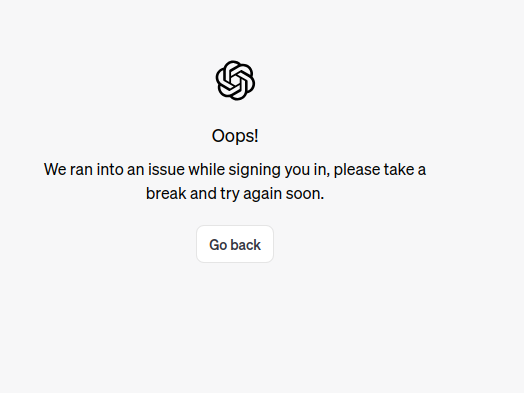 Oops!
We ran into an issue while signing you in, please take a
break and try again soon.
Go back